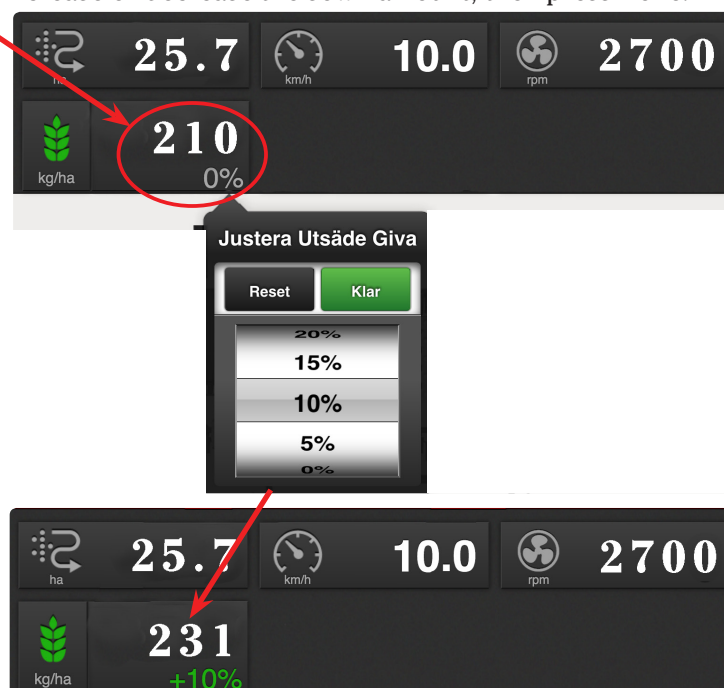 25.7 10.0 2700
km/h rpm
210
kg/ha 0%
Justera Utsäde Giva
Reset Klar
20%
15%
10%
5%
0%
25.7 10.0 2700
ha km/h rpm
231
kg/ha +10%